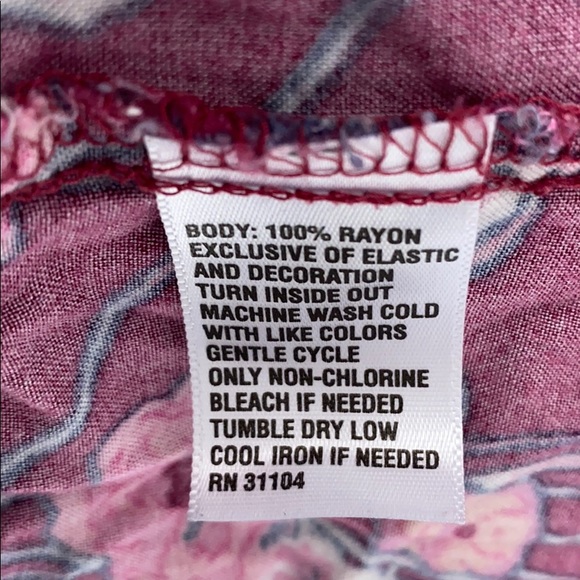 BODY: 100% RAYON
EXCLUSIVE OF ELASTIC
AND DECORATION
TURN INSIDE OUT
MACHINE WASH COLD
WITH LIKE COLORS
GENTLE CYCLE
ONLY NON-CHLORINE
BLEACH IF NEEDED
TUMBLE DRY LOW
COOL IRON IF NEEDED
RN 31104